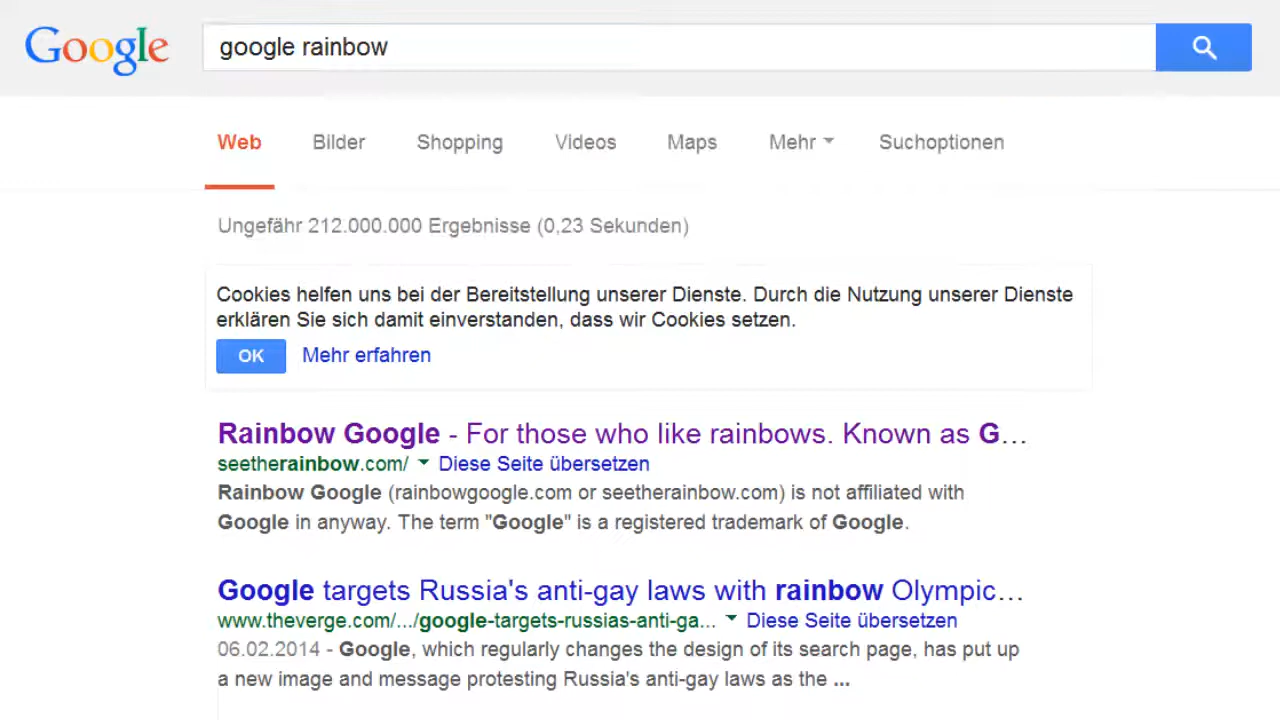 Google google rainbow
Web Bilder Shopping Videos Maps Mehr Suchoptionen
Ungefähr 212.000.000 Ergebnisse (0,23 Sekunden)
Cookies helfen uns bei der Bereitstellung unserer Dienste. Durch die Nutzung unserer Dienste
erklären Sie sich damit einverstanden, dass wir Cookies setzen.
OK Mehr erfahren
Rainbow Google - For those who like rainbows. Known as G...
seetherainbow.com/ Diese Seite übersetzen
Rainbow Google (rainbowgoogle.com or seetherainbow.com) is not affiliated with
Google in anyway. The term "Google" is a registered trademark of Google.
Google targets Russia's anti-gay laws with rainbow Olympic...
www.theverge.com/.../google-targets-russias-anti-ga... Diese Seite übersetzen
06.02.2014 - Google, which regularly changes the design of its search page, has put up
a new image and message protesting Russia's anti-gay laws as the ...